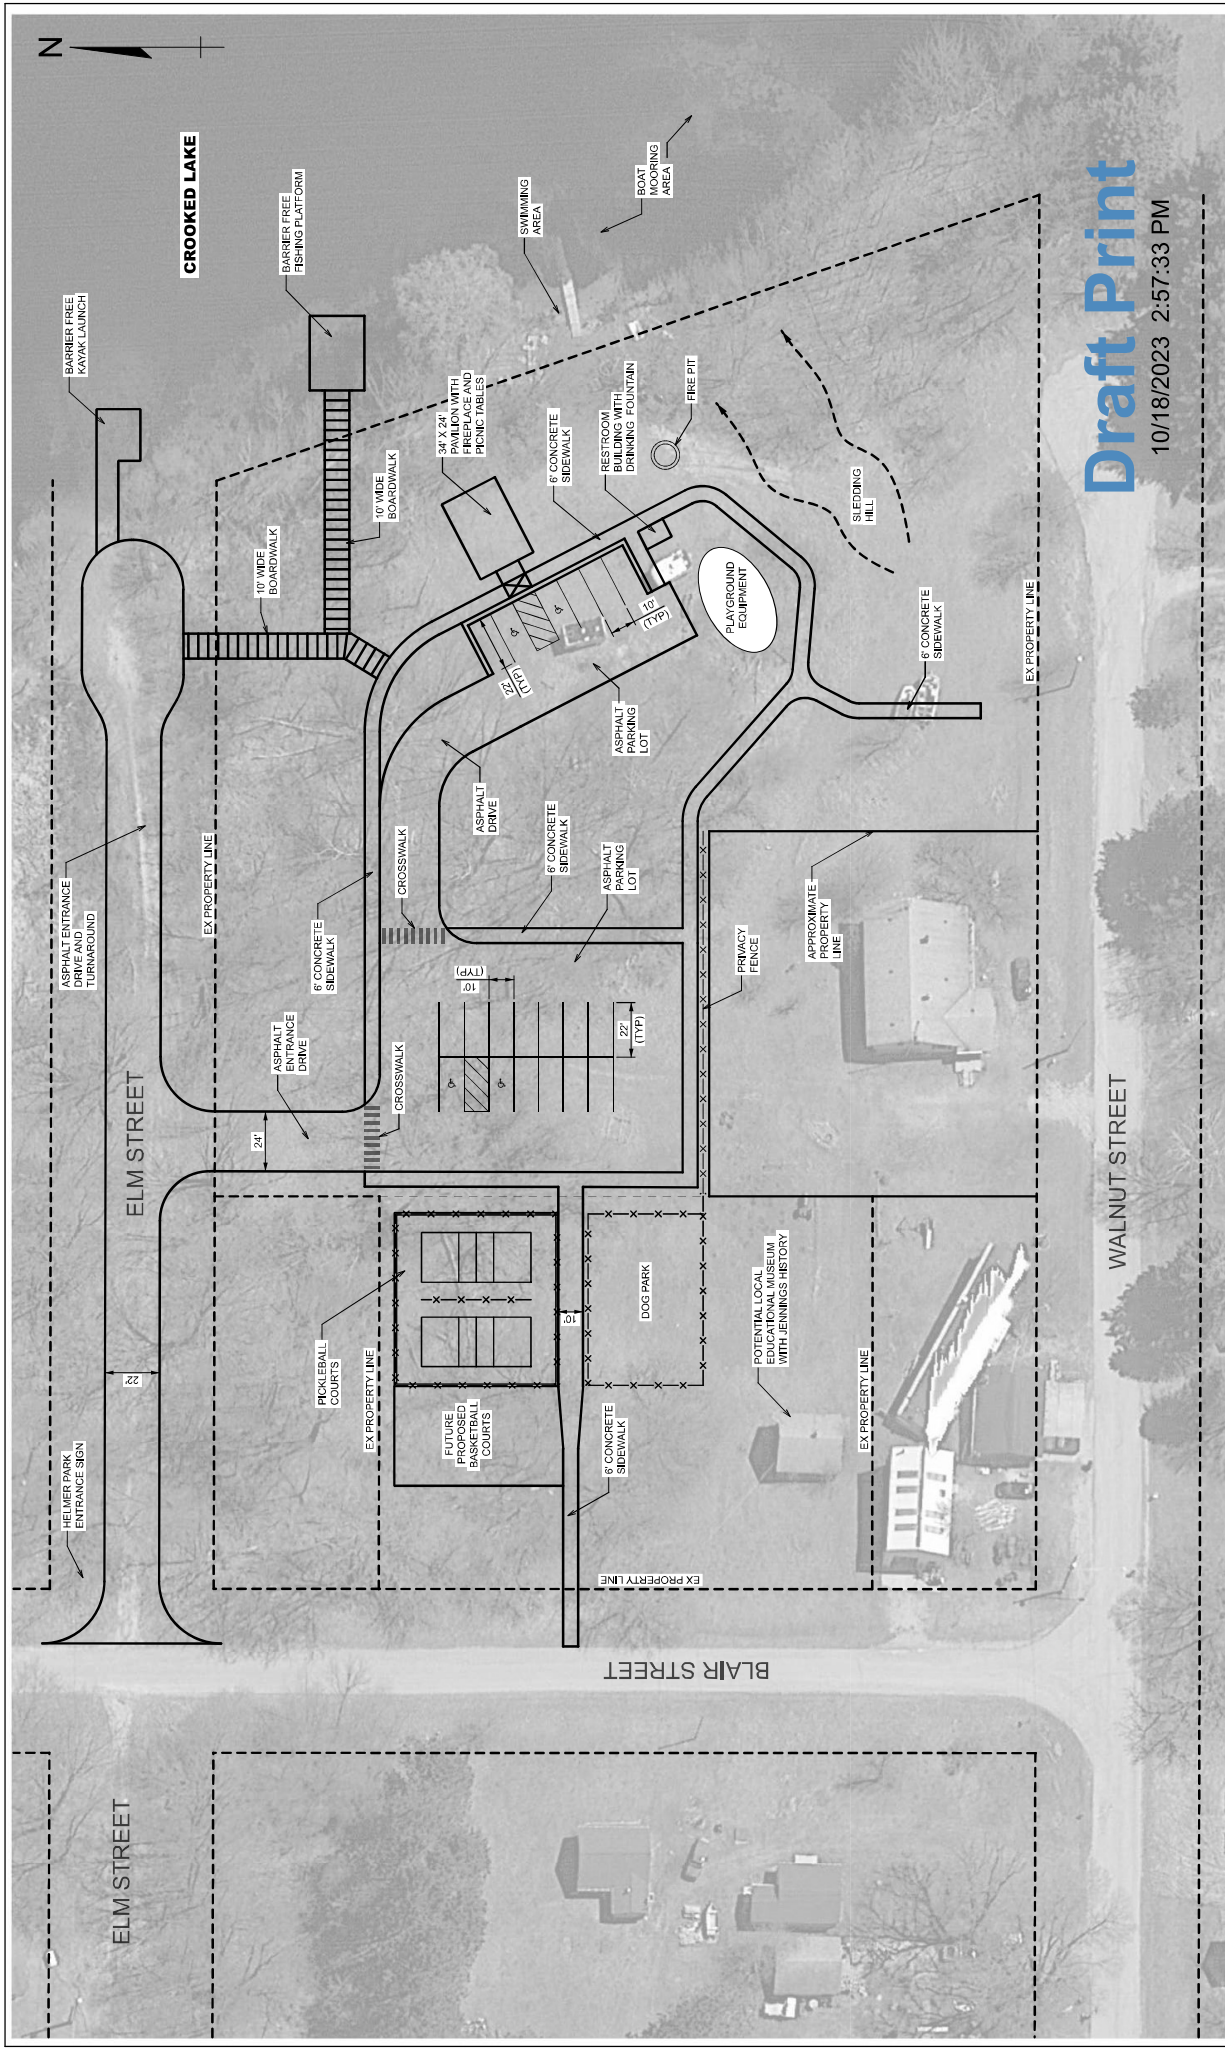 N
CROOKED LAKE
BARRIER FREE
KAYAK LAUNCH
BARRIER FREE
FISHING PLATFORM
10' WIDE
BOARDWALK
10' WIDE
BOARDWALK
34' X 24'
PAVILION WITH
FIREPLACE AND
PICNIC TABLES
SWIMMING
AREA
BOAT
MOORING
AREA
6' CONCRETE
SIDEWALK
RESTROOM
BUILDING WITH
DRINKING FOUNTAIN
FIRE PIT
SLEDDING
HILL
PLAYGROUND
EQUIPMENT
10'
(TYP)
22'
(TYP)
ASPHALT
PARKING
LOT
6' CONCRETE
SIDEWALK
EX PROPERTY LINE
ASPHALT ENTRANCE
DRIVE AND
TURNAROUND
EX PROPERTY LINE
6' CONCRETE
SIDEWALK
CROSSWALK
ASPHALT
DRIVE
6' CONCRETE
SIDEWALK
ASPHALT
PARKING
LOT
PRIVACY
FENCE
APPROXIMATE
PROPERTY
LINE
ELM STREET
ASPHALT
ENTRANCE
DRIVE
24'
CROSSWALK
10'
(TYP)
22'
(TYP)
WALNUT STREET
PICKLEBALL
COURTS
EX PROPERTY LINE
22'
10'
DOG PARK
POTENTIAL LOCAL
EDUCATIONAL MUSEUM
WITH JENNINGS HISTORY
EX PROPERTY LINE
HELMER PARK
ENTRANCE SIGN
FUTURE
PROPOSED
BASKETBALL
COURTS
6' CONCRETE
SIDEWALK
EX PROPERTY LINE
BLAIR STREET
ELM STREET
Draft Print
10/18/2023 2:57:33 PM